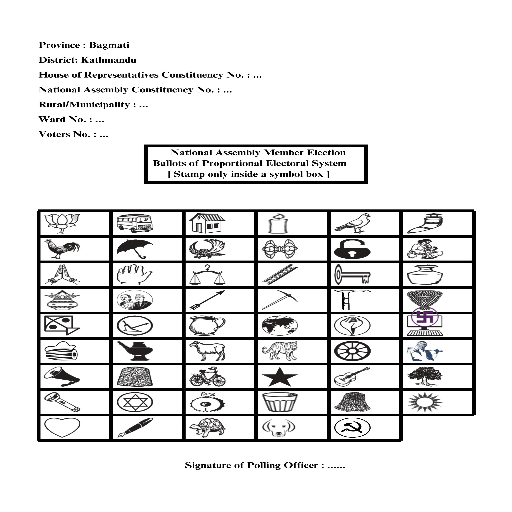 Province : Bagmati
District: Kathmandu
House of Representatives Constituency No. : ...
National Assembly Constituency No. : ...
Rural/Municipality : ...
Ward No. : ...
Voters No. : ...
National Assembly Member Election
Ballots of Proportional Electoral System
[ Stamp only inside a symbol box ]
Signature of Polling Officer : ......